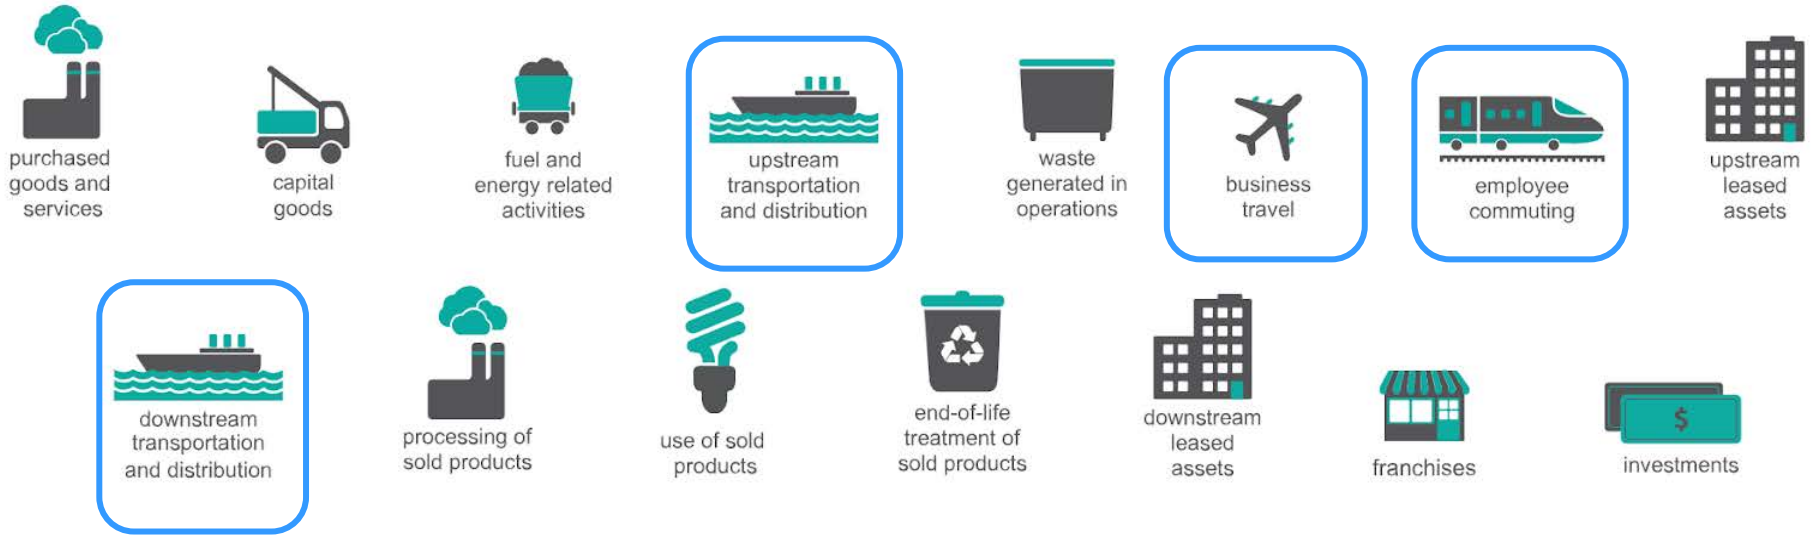 purchased
goods and
services
capital
goods
fuel and
energy related
activities
upstream
transportation
and distribution
waste
generated in
operations
business
travel
employee
commuting
upstream
leased
assets
downstream
transportation
and distribution
processing of
sold products
use of sold
products
end-of-life
treatment of
sold products
downstream
leased
assets
franchises
$
investments